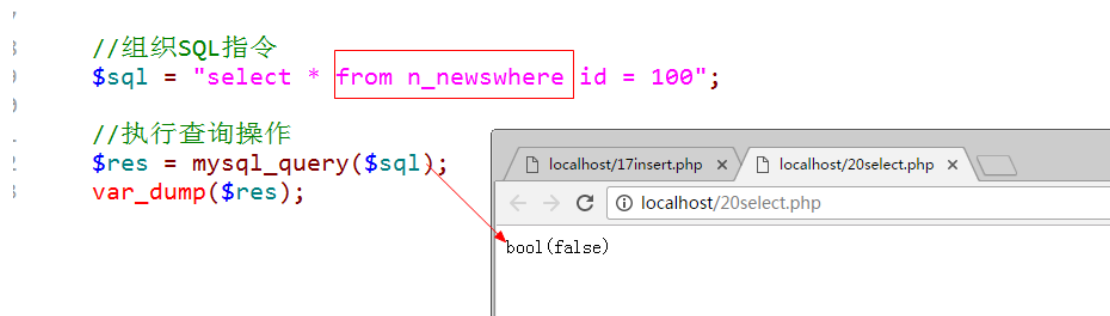 //组织SQL指令
$sql = "select * from n_newswhere id = 100";
//执行查询操作
$res = mysql_query($sql);
var_dump($res);
localhost/17insert.php
localhost/20select.php
localhost/20select.php
bool(false)